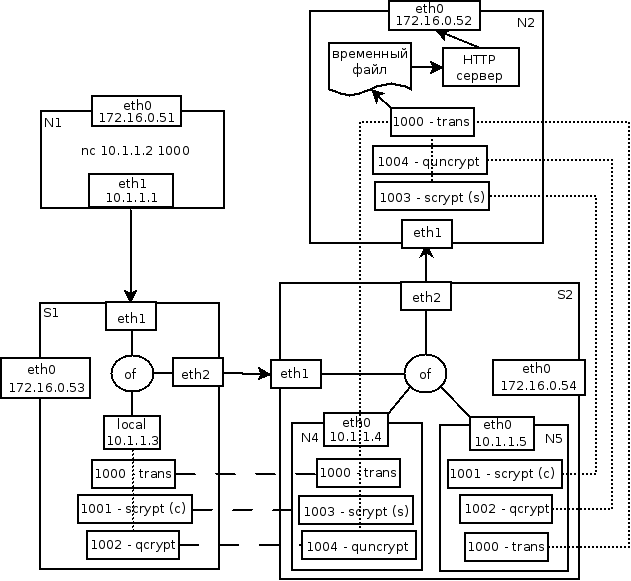 eth0
172.16.0.52
N2
временный
файл
HTTP
сервер
1000 - trans
1004 - quncrypt
1003 - scrypt (s)
eth1
eth0
172.16.0.51
N1
nc 10.1.1.2 1000
eth1
10.1.1.1
S1
eth1
eth0
172.16.0.53
of
eth2
local
10.1.1.3
1000 - trans
1001 - scrypt (c)
1002 - qcrypt
S2
eth2
eth1
of
eth0
172.16.0.54
N4
eth0
10.1.1.4
1000 - trans
1003 - scrypt (s)
1004 - quncrypt
eth0
10.1.1.5
N5
1001 - scrypt (c)
1002 - qcrypt
1000 - trans